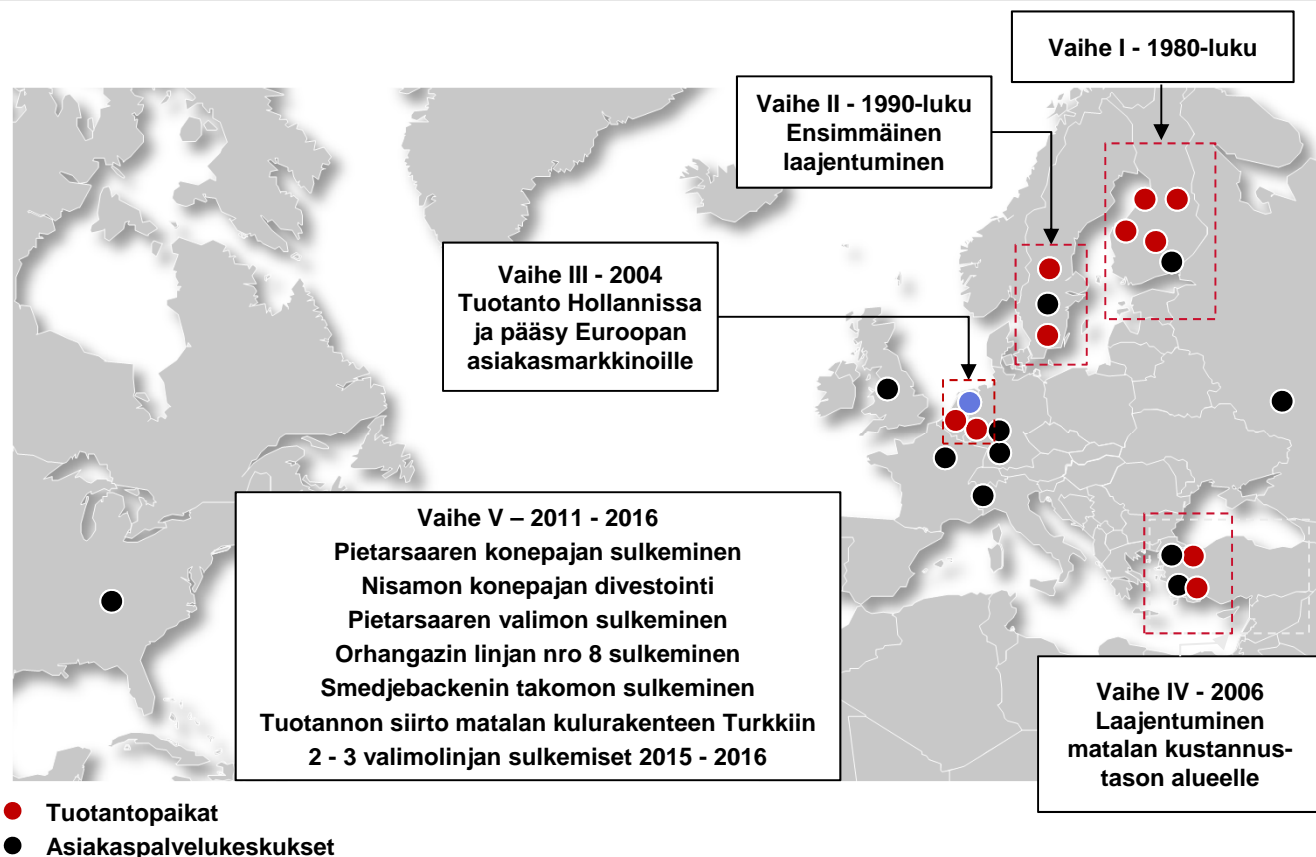 Vaihe I - 1980-luku
Vaihe II - 1990-luku
Ensimmäinen
laajentuminen
Vaihe III - 2004
Tuotanto Hollannissa
ja pääsy Euroopan
asiakasmarkkinoille
Vaihe V – 2011 - 2016
Pietarsaaren konepajan sulkeminen
Nisamon konepajan divestointi
Pietarsaaren valimon sulkeminen
Orhangazin linjan nro 8 sulkeminen
Smedjebackenin takomon sulkeminen
Tuotannon siirto matalan kulurakenteen Turkkiin
2 - 3 valimolinjan sulkemiset 2015 - 2016
Vaihe IV - 2006
Laajentuminen
matalan kustannus-
tason alueelle
Tuotantopaikat
Asiakaspalvelukeskukset